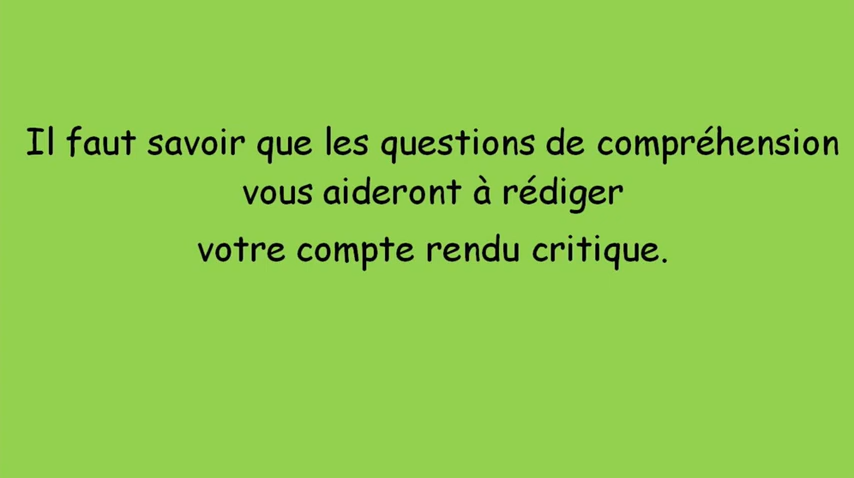 Il faut savoir que les questions de compréhension
vous aideront à rédiger
votre compte rendu critique.